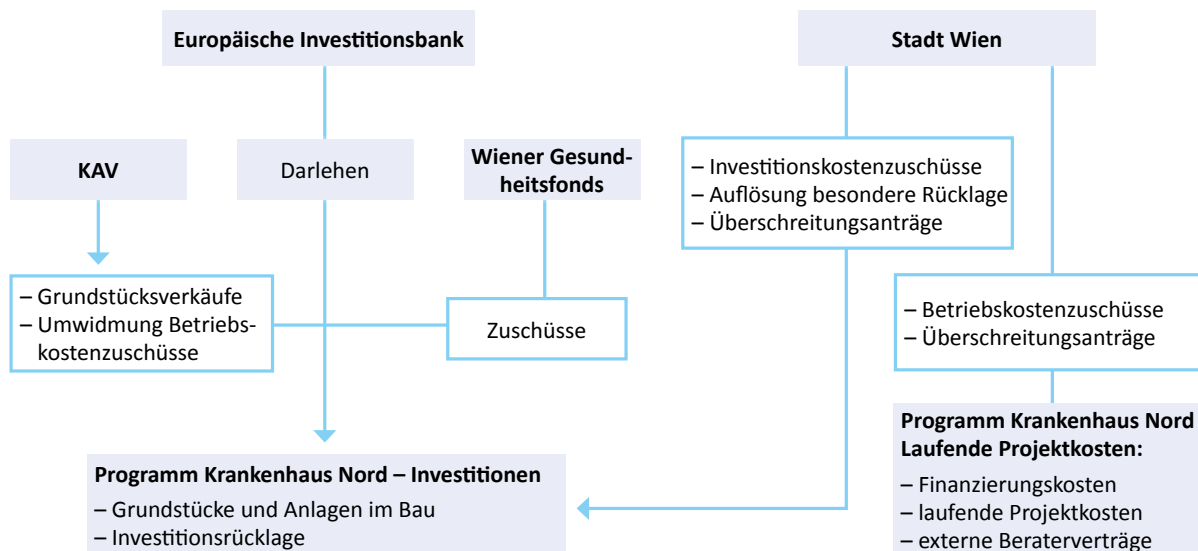 Europäische Investitionsbank
Stadt Wien
KAV
Darlehen
Wiener Gesund-
heitsfonds
– Investitionskostenzuschüsse
– Auflösung besondere Rücklage
– Überschreitungsanträge
– Grundstücksverkäufe
– Umwidmung Betriebs-
kostenzuschüsse
Zuschüsse
– Betriebskostenzuschüsse
– Überschreitungsanträge
Programm Krankenhaus Nord – Investitionen
– Grundstücke und Anlagen im Bau
– Investitionsrücklage
Programm Krankenhaus Nord
Laufende Projektkosten:
– Finanzierungskosten
– laufende Projektkosten
– externe Beraterverträge